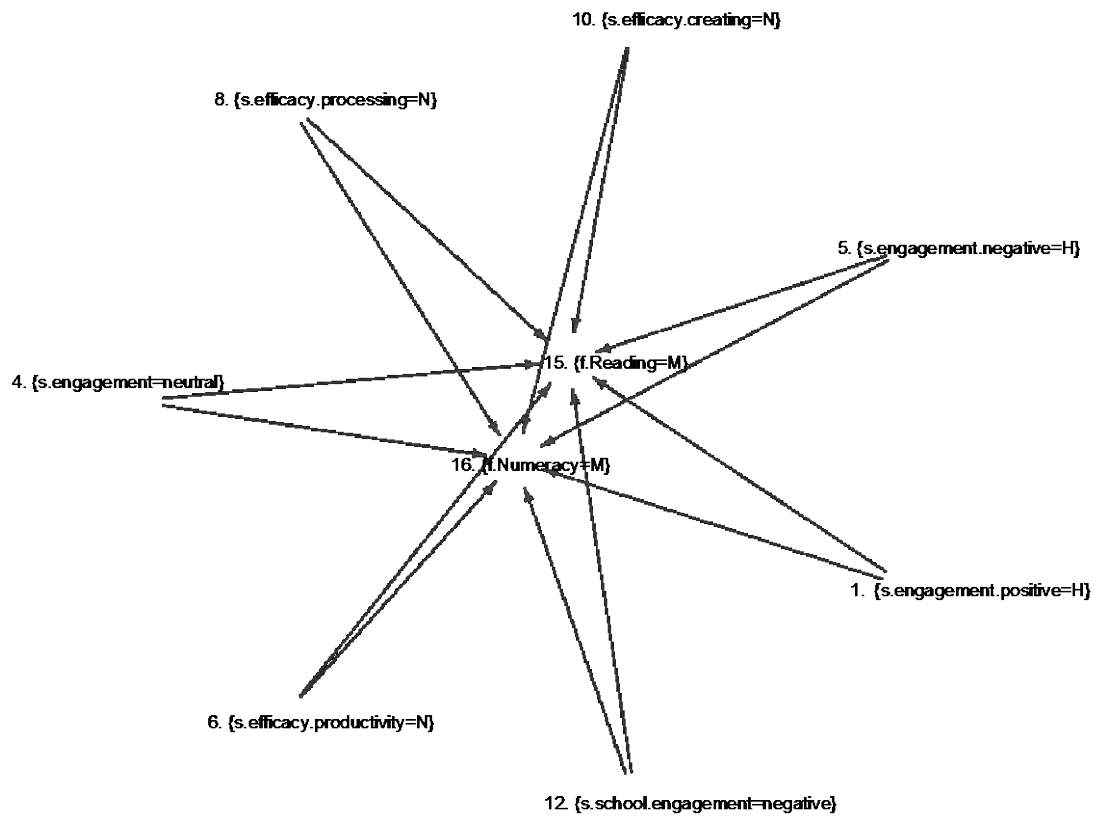 10. {s.efficacy.creating=N}
8. {s.efficacy.processing=N}
5. {s.engagement.negative=H}
15. {f.Reading=M}
4. {s.engagement=neutral}
16. {f.Numeracy=M}
1. {s.engagement.positive=H}
6. {s.efficacy.productivity=N}
12. {s.school.engagement=negative}